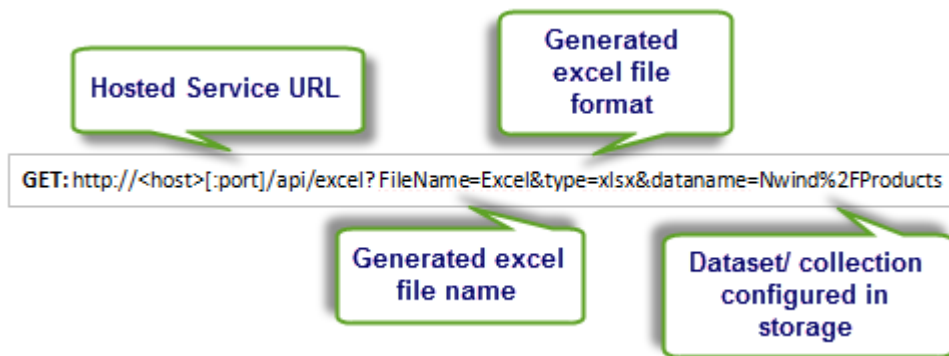 Hosted Service URL
Generated
excel file
format
GET: http://<host>[:port]/api/excel? FileName=Excel&type=xlsx&dataname=Nwind%2FProducts
Generated excel
file name
Dataset/ collection
configured in
storage